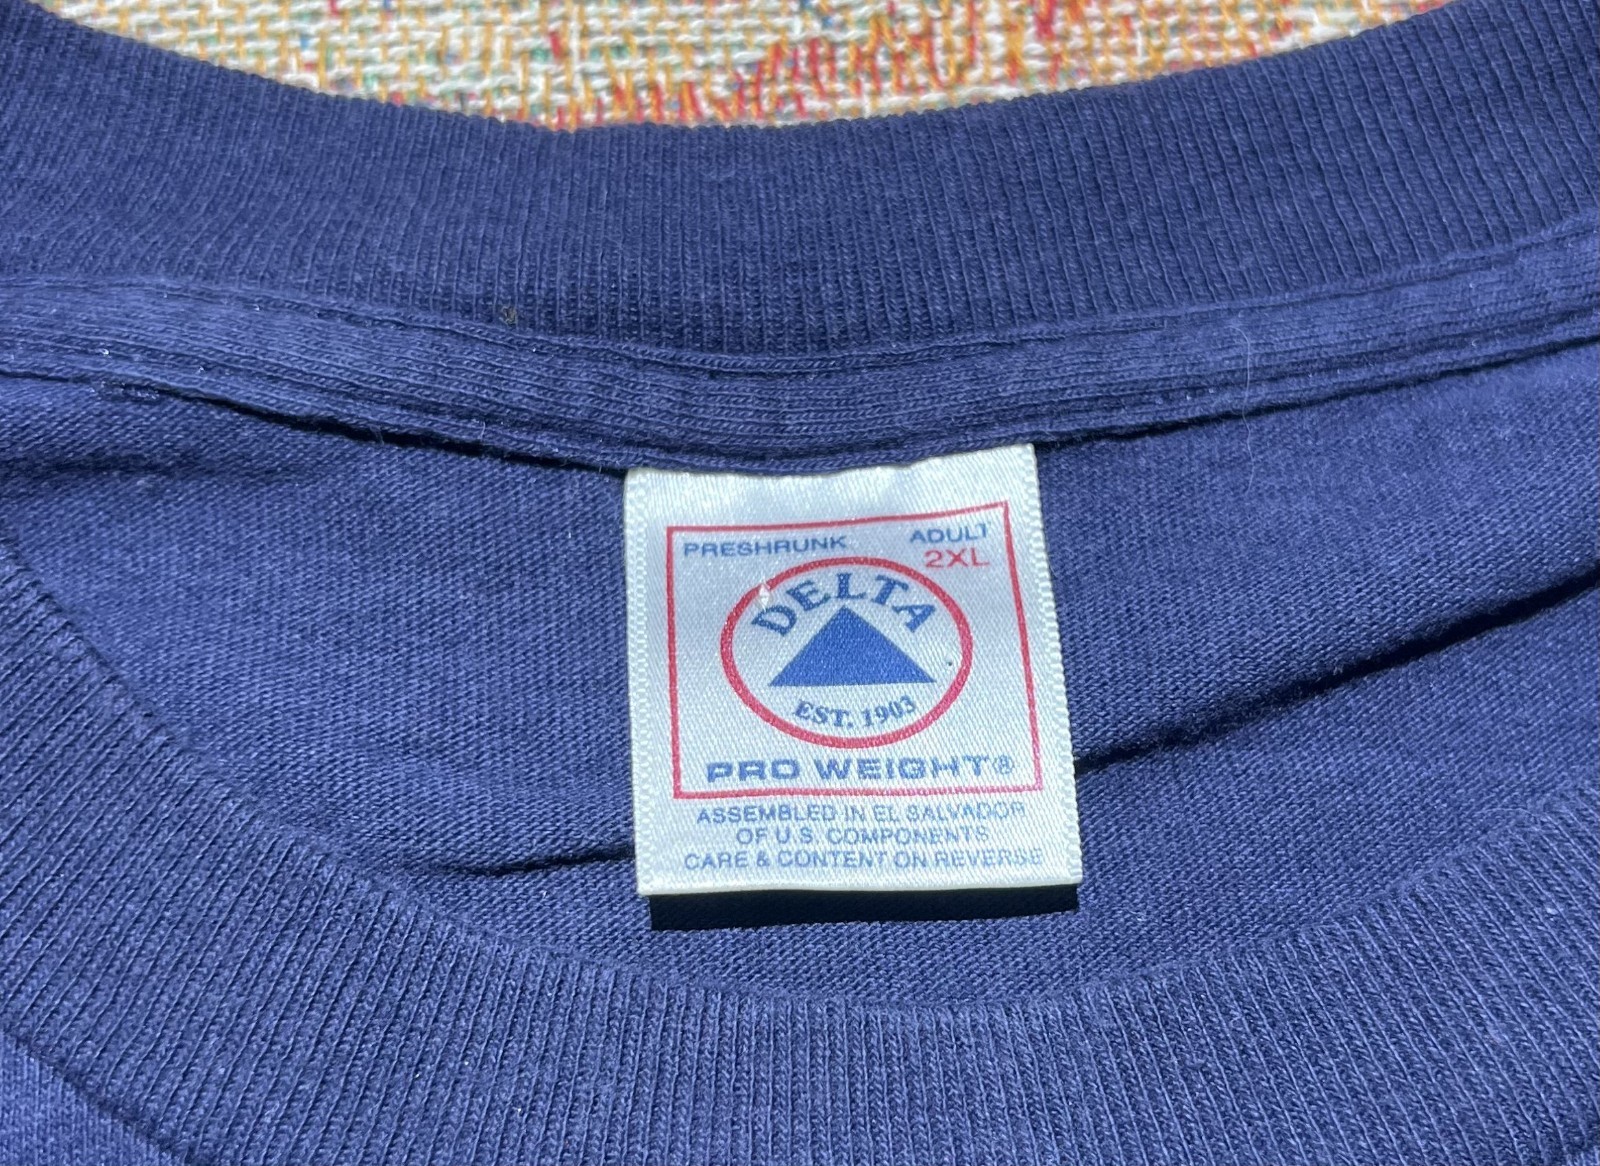 PRESHRUNK ADULT
2XL
DELTA
EST. 1903
PRO WEIGHT®
ASSEMBLED IN EL SALVADOR
OF U.S. COMPONENTS
CARE & CONTENT ON REVERSE